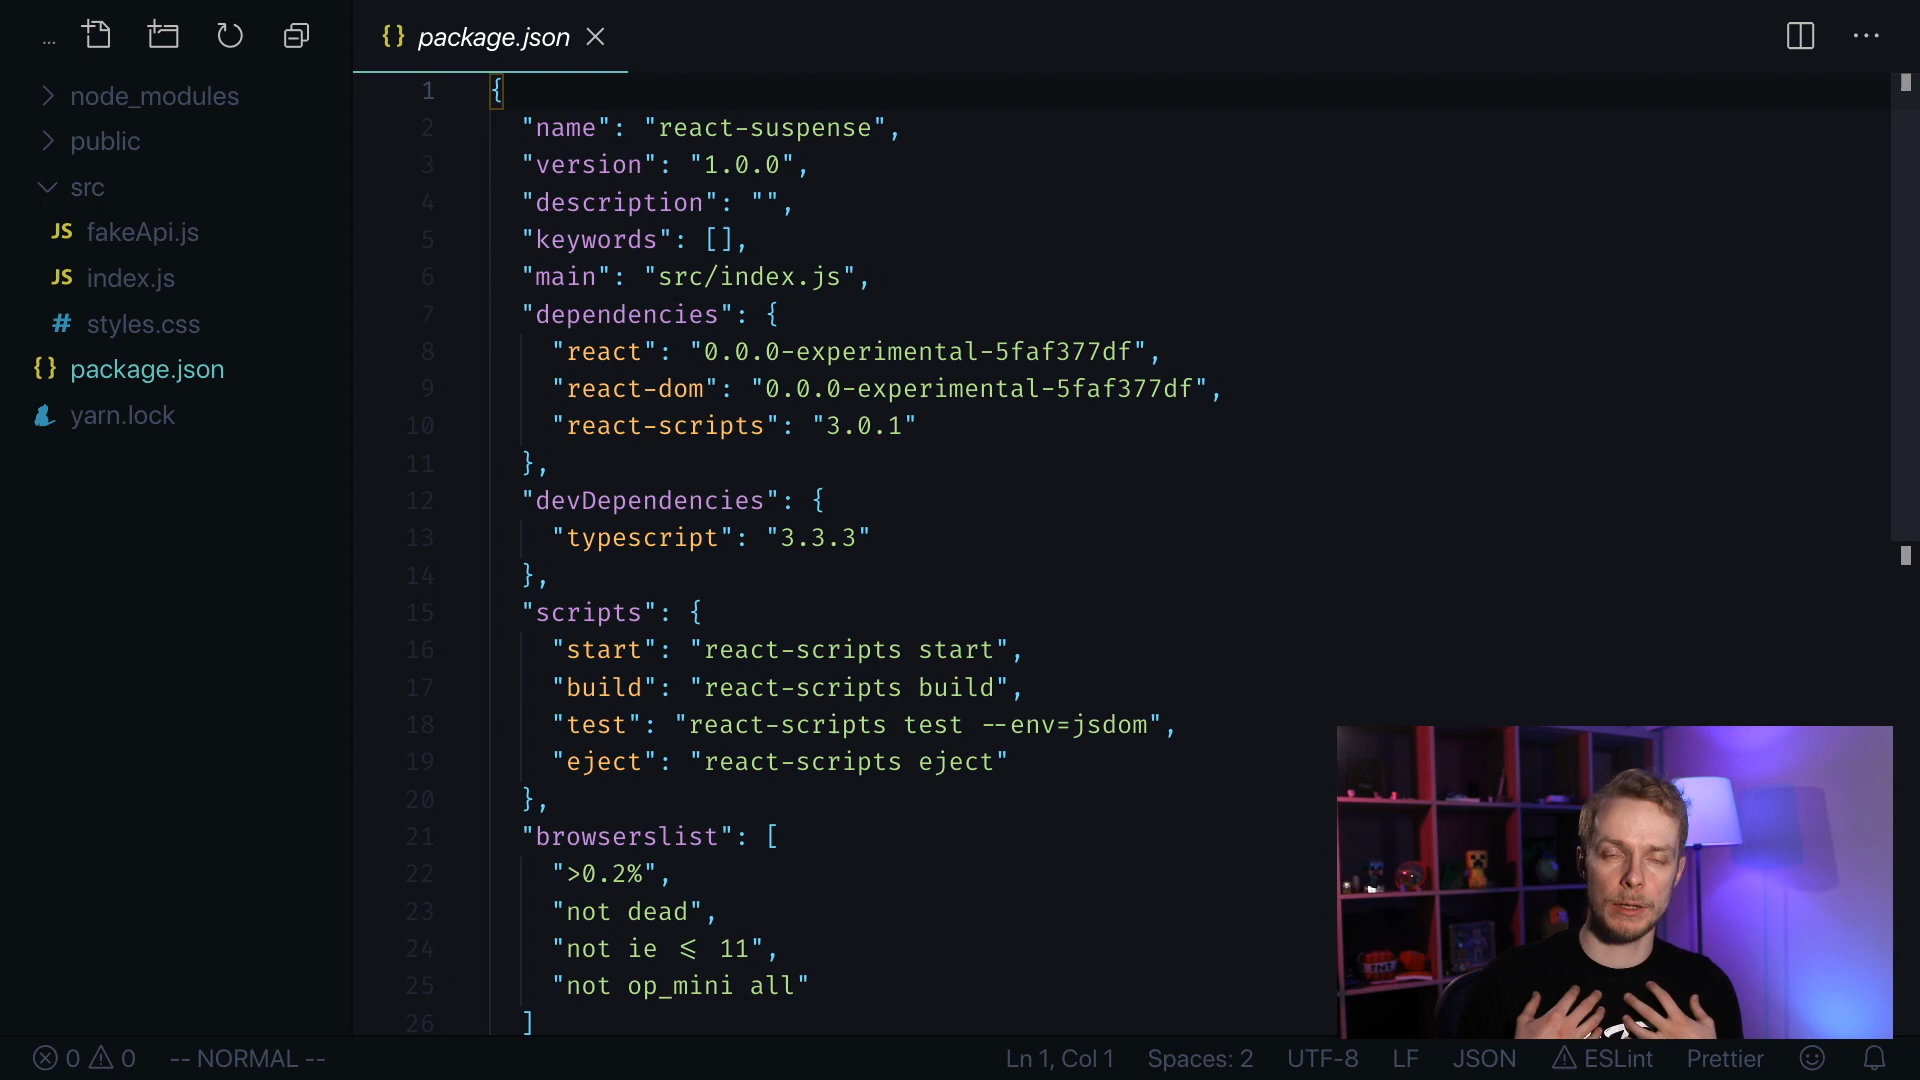 ...
{} package.json
node_modules
public
src
JS fakeApi.js
JS index.js
# styles.css
{} package.json
yarn.lock
1 {
2 "name": "react-suspense",
3 "version": "1.0.0",
4 "description": "",
5 "keywords": [],
6 "main": "src/index.js",
7 "dependencies": {
8 "react": "0.0.0-experimental-5faf377df",
9 "react-dom": "0.0.0-experimental-5faf377df",
10 "react-scripts": "3.0.1"
11 },
12 "devDependencies": {
13 "typescript": "3.3.3"
14 },
15 "scripts": {
16 "start": "react-scripts start",
17 "build": "react-scripts build",
18 "test": "react-scripts test --env=jsdom",
19 "eject": "react-scripts eject"
20 },
21 "browserslist": [
22 ">0.2%",
23 "not dead",
24 "not ie <= 11",
25 "not op_mini all"
26 ]
TNT
0 0 -- NORMAL -- Ln 1, Col 1 Spaces: 2 UTF-8 LF JSON ESLint Prettier